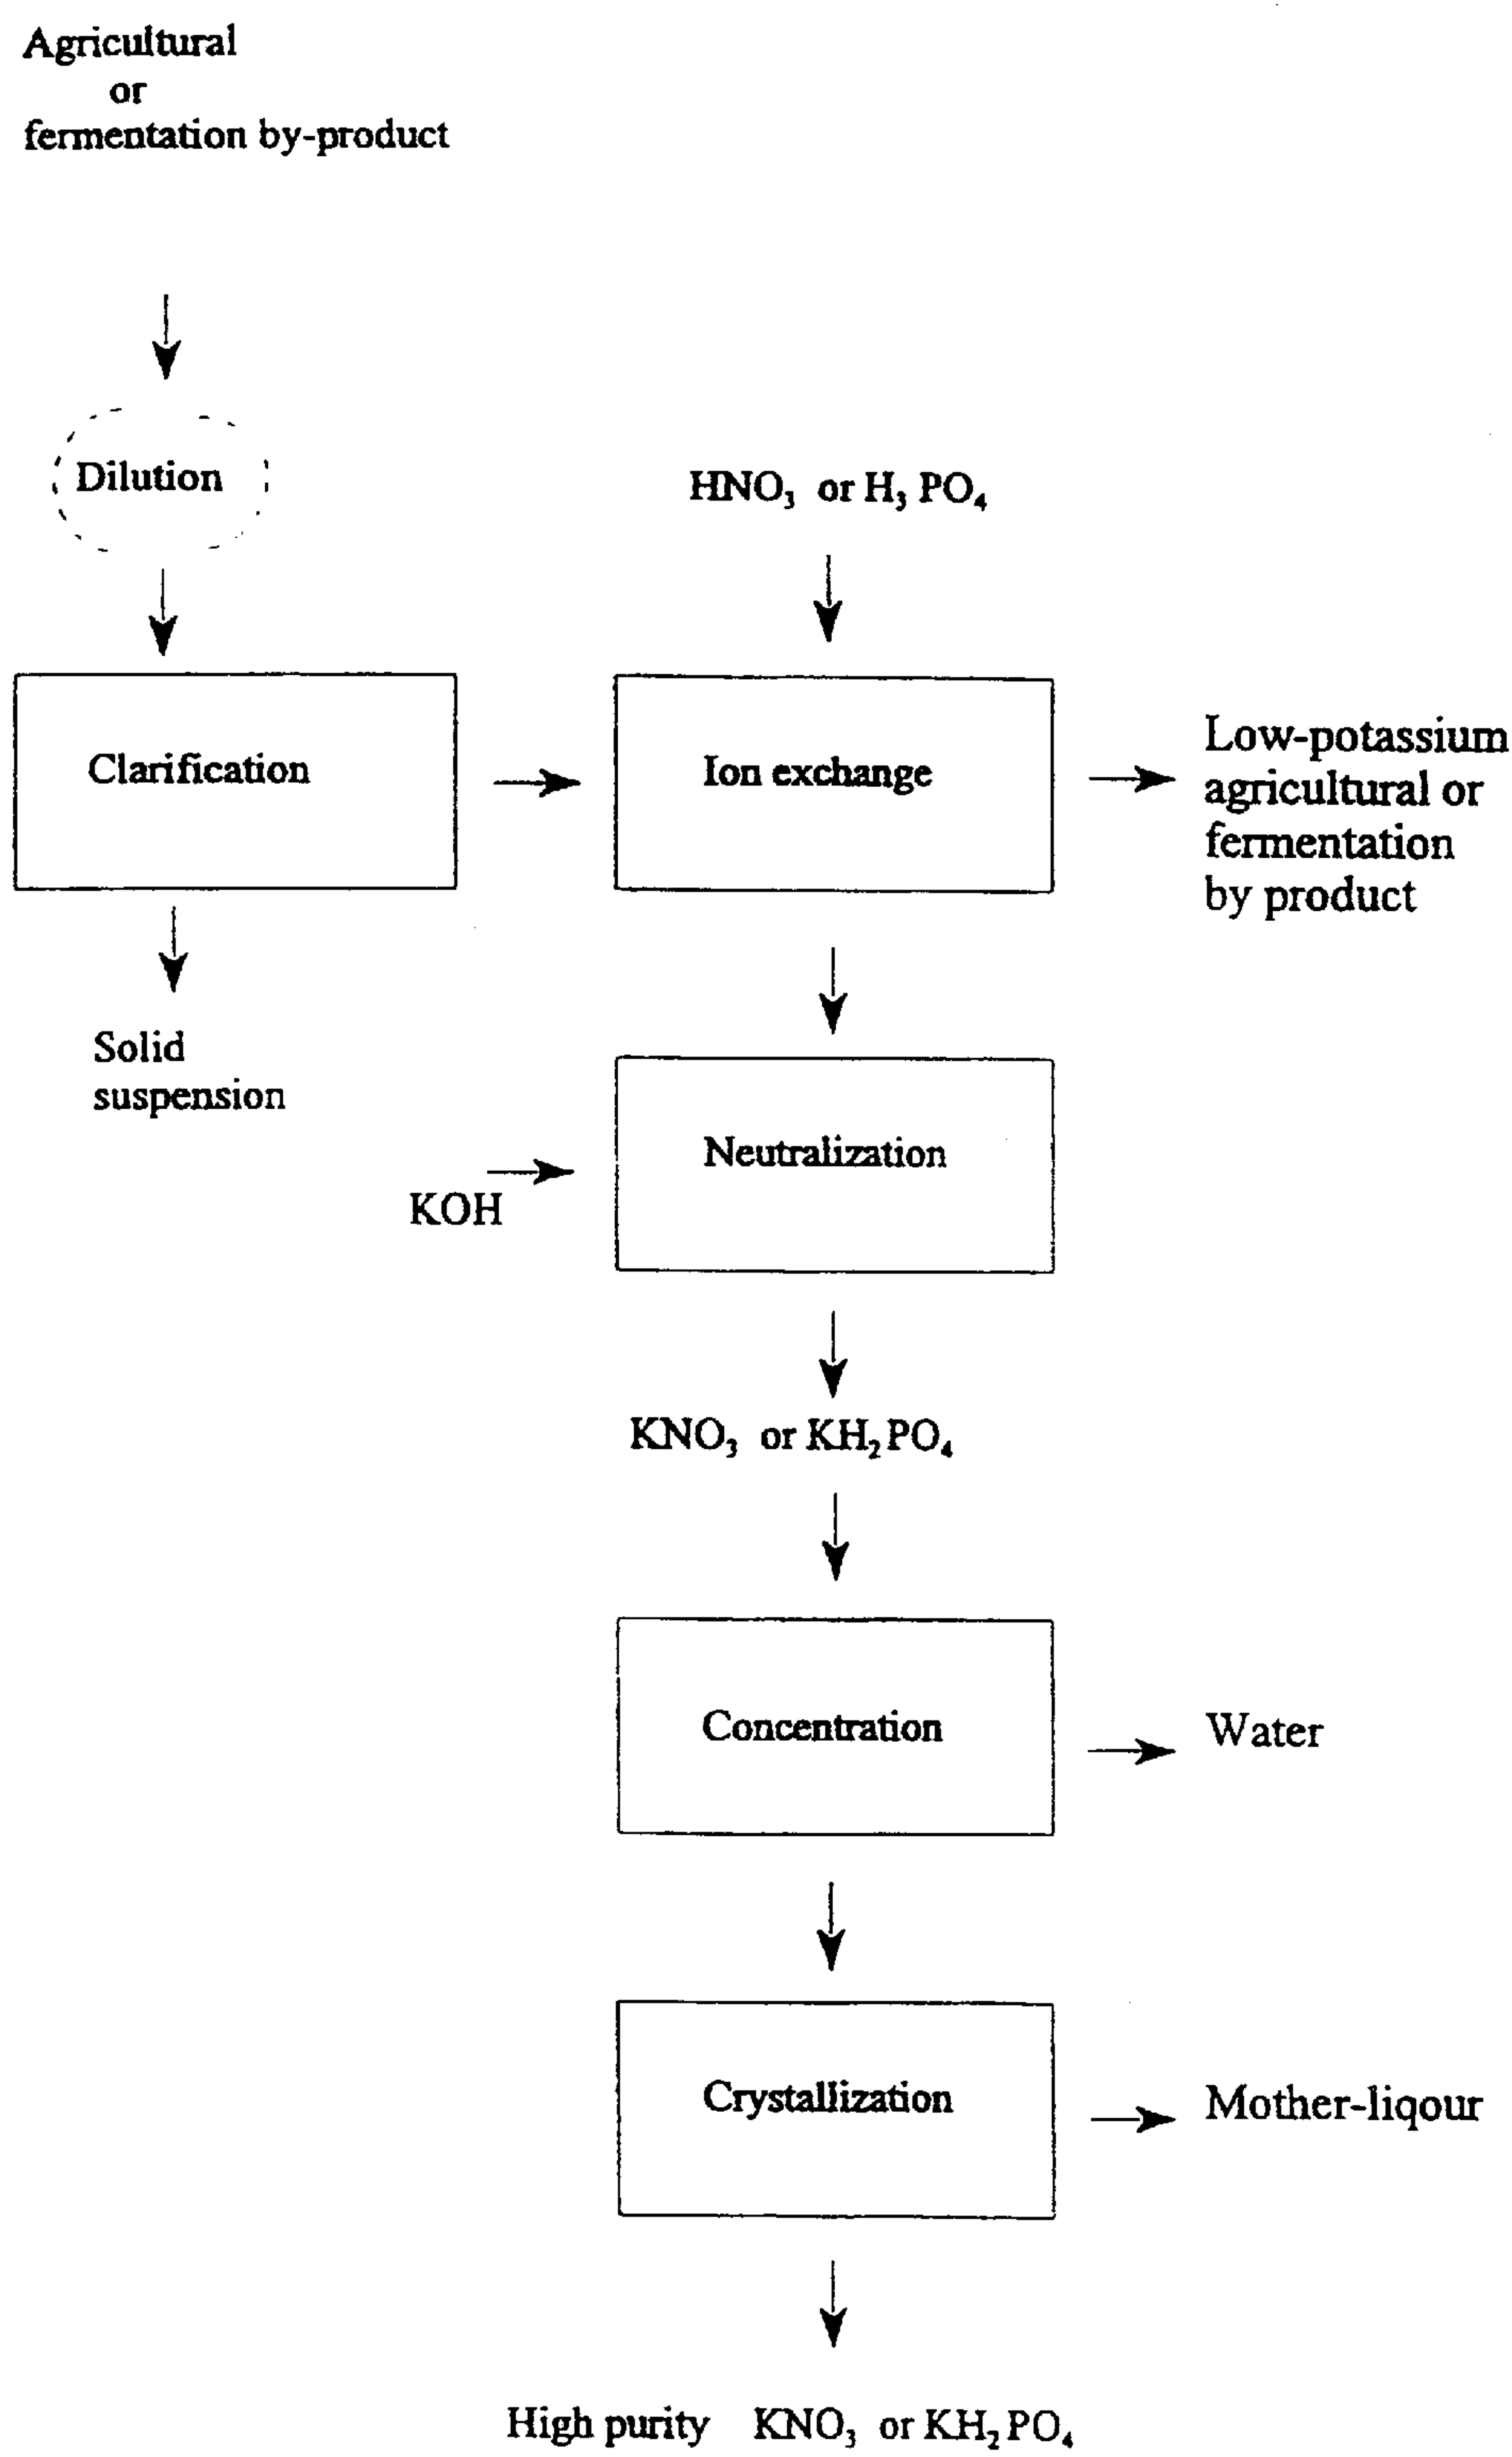 Agricultural
or
fermentation by-product
Dilution
HNO₃ or H₃ PO₄
Clarification
Ion exchange
Low-potassium
agricultural or
fermentation
by product
Solid
suspension
Neutralization
KOH
KNO₃ or KH₂PO₄
Concentration
Water
Crystallization
Mother-liqour
High purity KNO₃ or KH₂PO₄